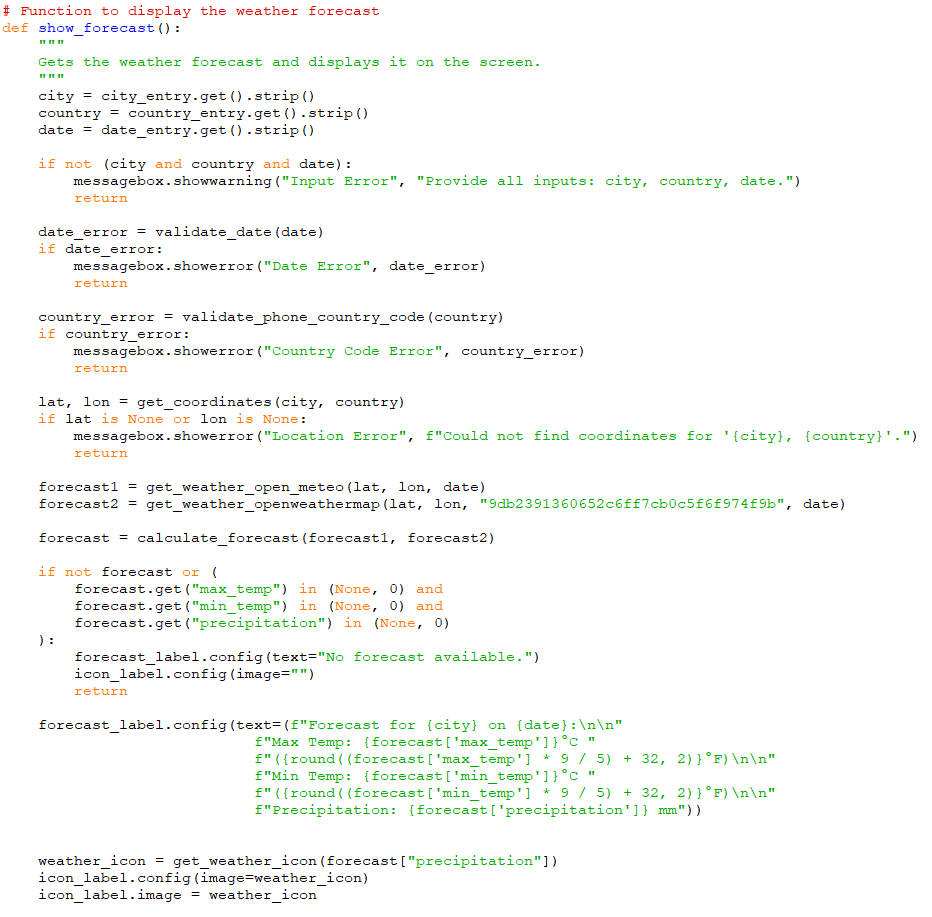 # Function to display the weather forecast
def show_forecast():
    """
    Gets the weather forecast and displays it on the screen.
    """
    city = city_entry.get().strip()
    country = country_entry.get().strip()
    date = date_entry.get().strip()

    if not (city and country and date):
        messagebox.showwarning("Input Error", "Provide all inputs: city, country, date.")
        return

    date_error = validate_date(date)
    if date_error:
        messagebox.showerror("Date Error", date_error)
        return

    country_error = validate_phone_country_code(country)
    if country_error:
        messagebox.showerror("Country Code Error", country_error)
        return

    lat, lon = get_coordinates(city, country)
    if lat is None or lon is None:
        messagebox.showerror("Location Error", f"Could not find coordinates for '{city}, {country}'.")
        return

    forecast1 = get_weather_open_meteo(lat, lon, date)
    forecast2 = get_weather_openweathermap(lat, lon, "9db2391360652c6ff7cb0c5f6f974f9b", date)

    forecast = calculate_forecast(forecast1, forecast2)

    if not forecast or (
        forecast.get("max_temp") in (None, 0) and
        forecast.get("min_temp") in (None, 0) and
        forecast.get("precipitation") in (None, 0)
    ):
        forecast_label.config(text="No forecast available.")
        icon_label.config(image="")
        return

    forecast_label.config(text=(f"Forecast for {city} on {date}:\n\n"
                            f"Max Temp: {forecast['max_temp']}°C "
                            f"({round((forecast['max_temp'] * 9 / 5) + 32, 2)}°F)\n\n"
                            f"Min Temp: {forecast['min_temp']}°C "
                            f"({round((forecast['min_temp'] * 9 / 5) + 32, 2)}°F)\n\n"
                            f"Precipitation: {forecast['precipitation']} mm"))


    weather_icon = get_weather_icon(forecast["precipitation"])
    icon_label.config(image=weather_icon)
    icon_label.image = weather_icon